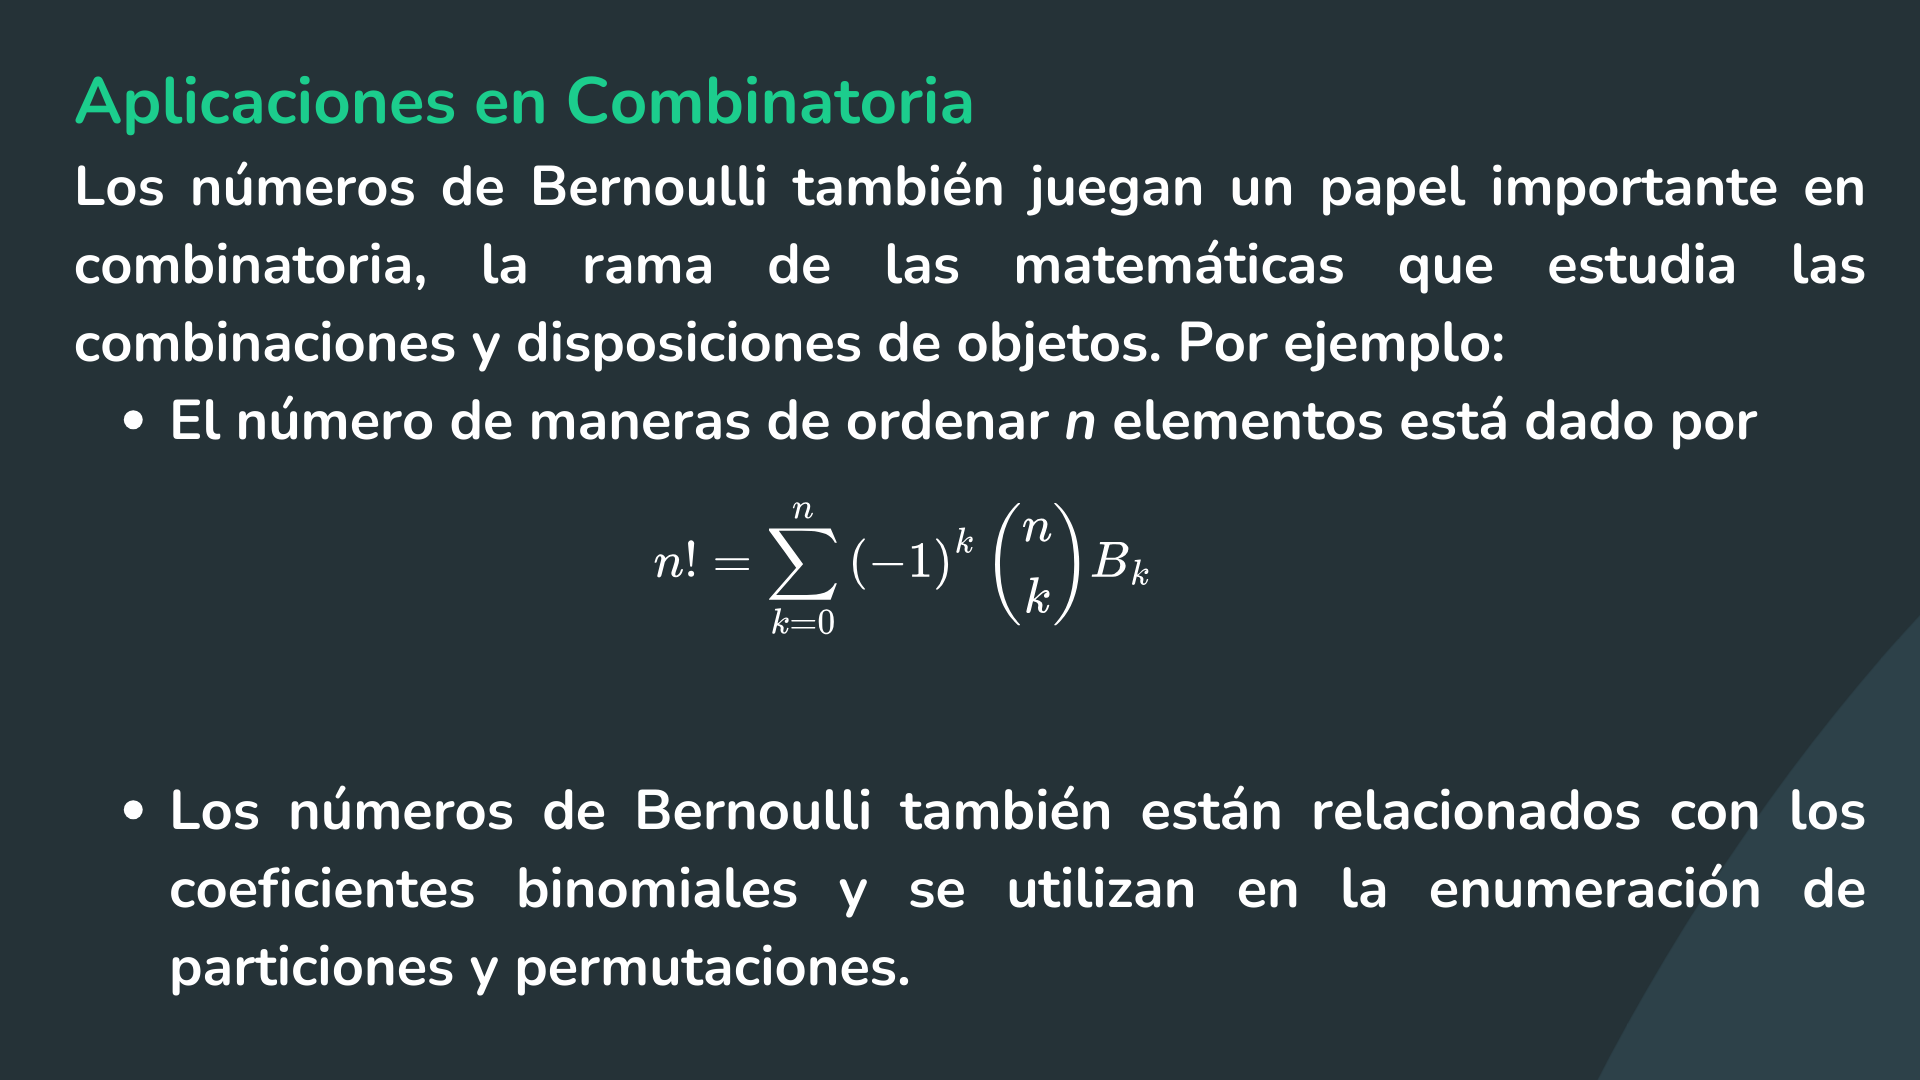 Aplicaciones en Combinatoria
Los números de Bernoulli también juegan un papel importante en
combinatoria, la rama de las matemáticas que estudia las
combinaciones y disposiciones de objetos. Por ejemplo:
• El número de maneras de ordenar n elementos está dado por
$n! = \sum_{k=0}^{n} (-1)^k \binom{n}{k} B_k$
• Los números de Bernoulli también están relacionados con los
coeficientes binomiales y se utilizan en la enumeración de
particiones y permutaciones.